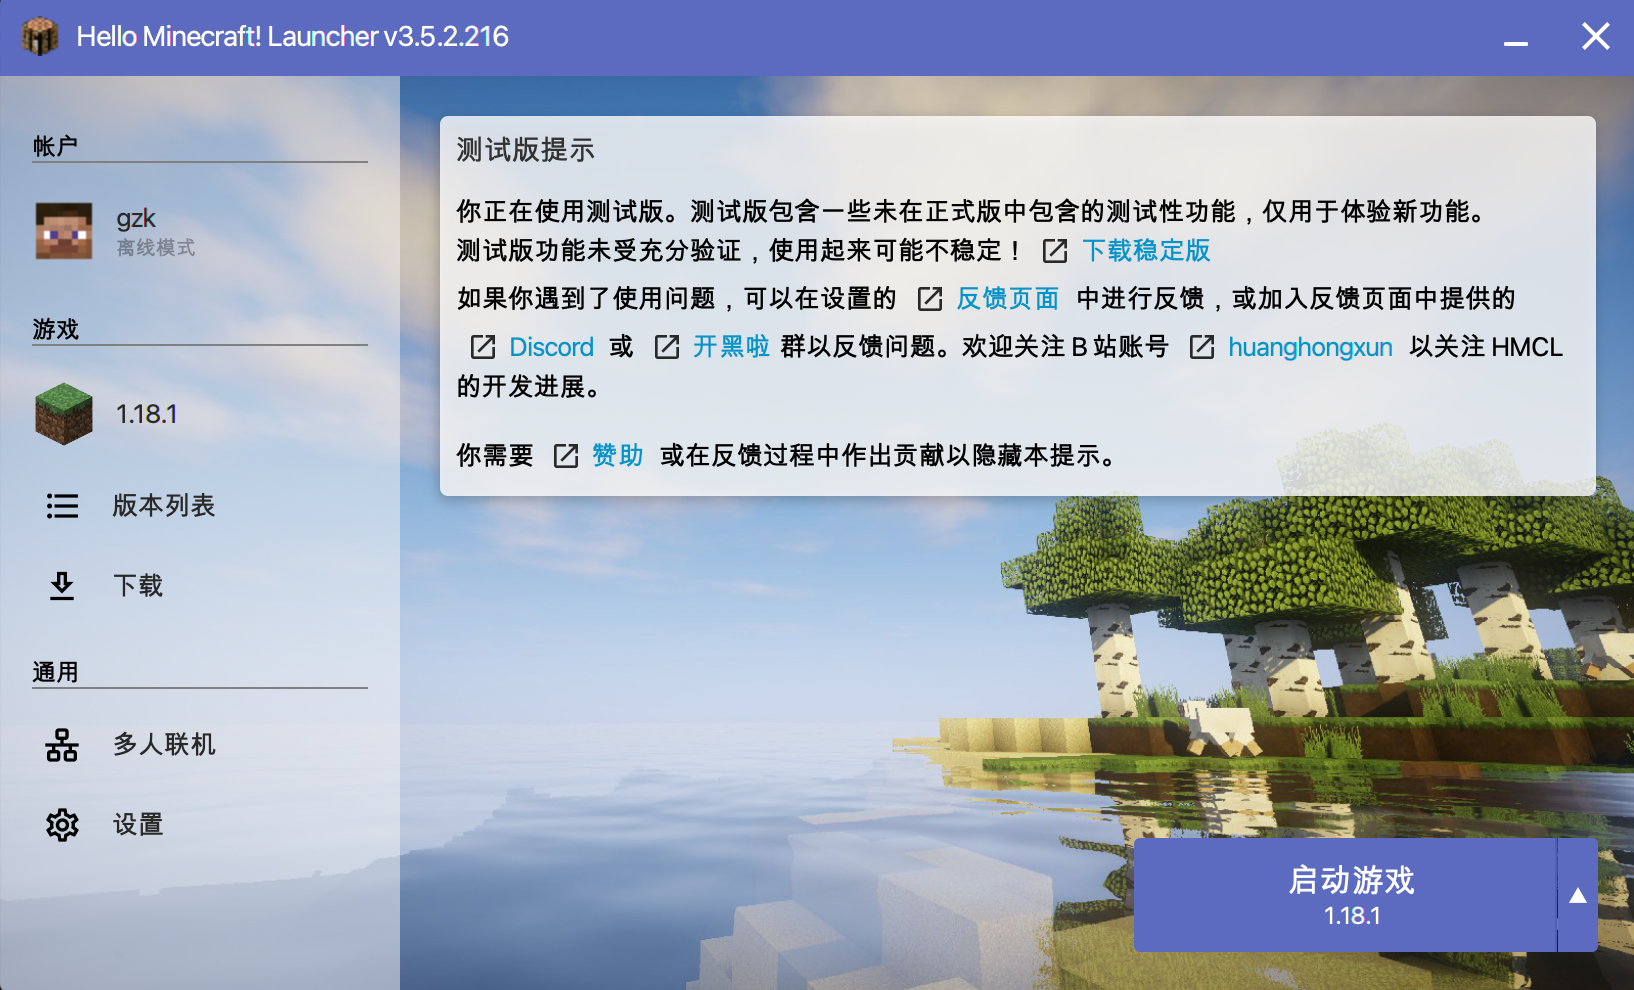 Hello Minecraft! Launcher v3.5.2.216
帐户
gzk
离线模式
游戏
1.18.1
版本列表
下载
通用
多人联机
设置
测试版提示
你正在使用测试版。测试版包含一些未在正式版中包含的测试性功能，仅用于体验新功能。
测试版功能未受充分验证，使用起来可能不稳定！ 下载稳定版
如果你遇到了使用问题，可以在设置的 反馈页面 中进行反馈，或加入反馈页面中提供的
Discord 或 开黑啦 群以反馈问题。欢迎关注 B 站账号 huanghongxun 以关注 HMCL
的开发进展。
你需要 赞助 或在反馈过程中作出贡献以隐藏本提示。
启动游戏
1.18.1